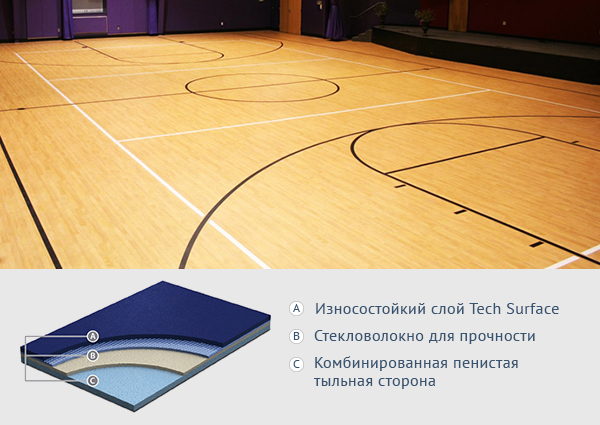 A Износостойкий слой Tech Surface
B Стекловолокно для прочности
C Комбинированная пенистая
тыльная сторона
A
B
C